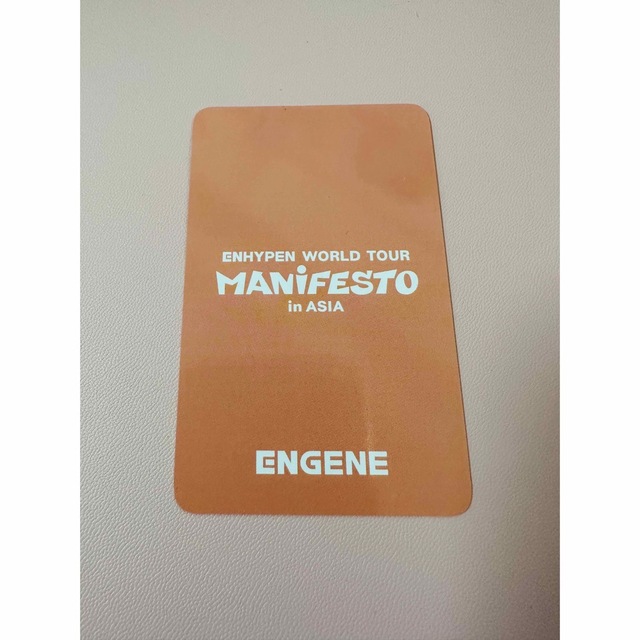 ENHYPEN WORLD TOUR
MANiFESTO
in ASIA
ENGENE